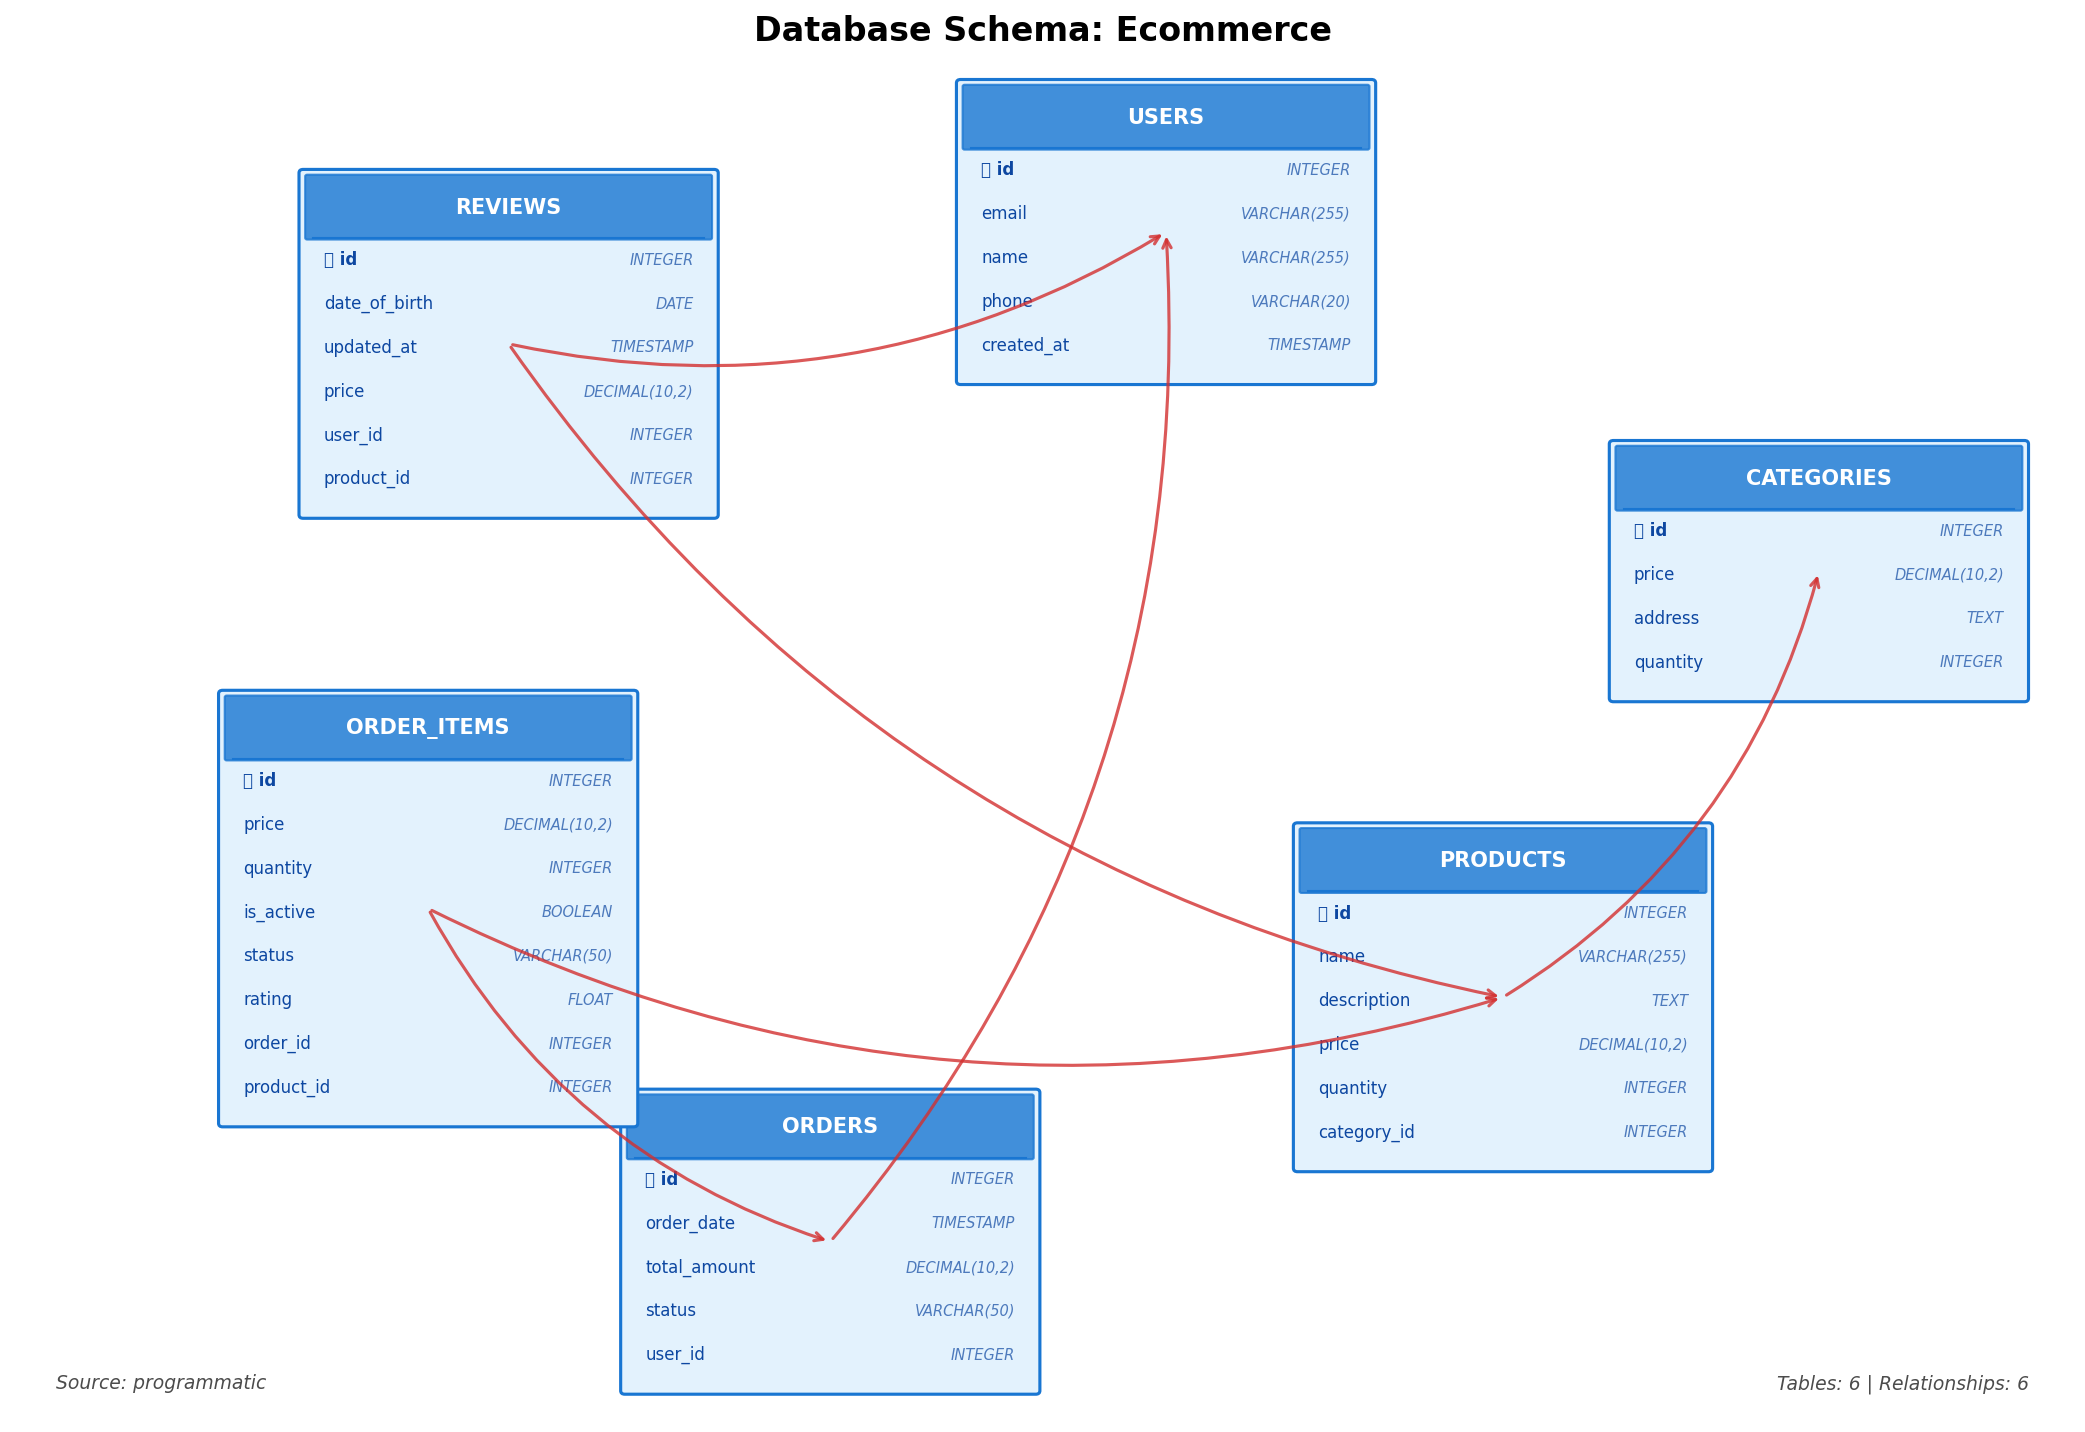 Database Schema: Ecommerce
USERS
id INTEGER
email VARCHAR(255)
name VARCHAR(255)
phone VARCHAR(20)
created_at TIMESTAMP
REVIEWS
id INTEGER
date_of_birth DATE
updated_at TIMESTAMP
price DECIMAL(10,2)
user_id INTEGER
product_id INTEGER
CATEGORIES
id INTEGER
price DECIMAL(10,2)
address TEXT
quantity INTEGER
ORDER_ITEMS
id INTEGER
price DECIMAL(10,2)
quantity INTEGER
is_active BOOLEAN
status VARCHAR(50)
rating FLOAT
order_id INTEGER
product_id INTEGER
PRODUCTS
id INTEGER
name VARCHAR(255)
description TEXT
price DECIMAL(10,2)
quantity INTEGER
category_id INTEGER
ORDERS
id INTEGER
order_date TIMESTAMP
total_amount DECIMAL(10,2)
status VARCHAR(50)
user_id INTEGER
Source: programmatic
Tables: 6 | Relationships: 6